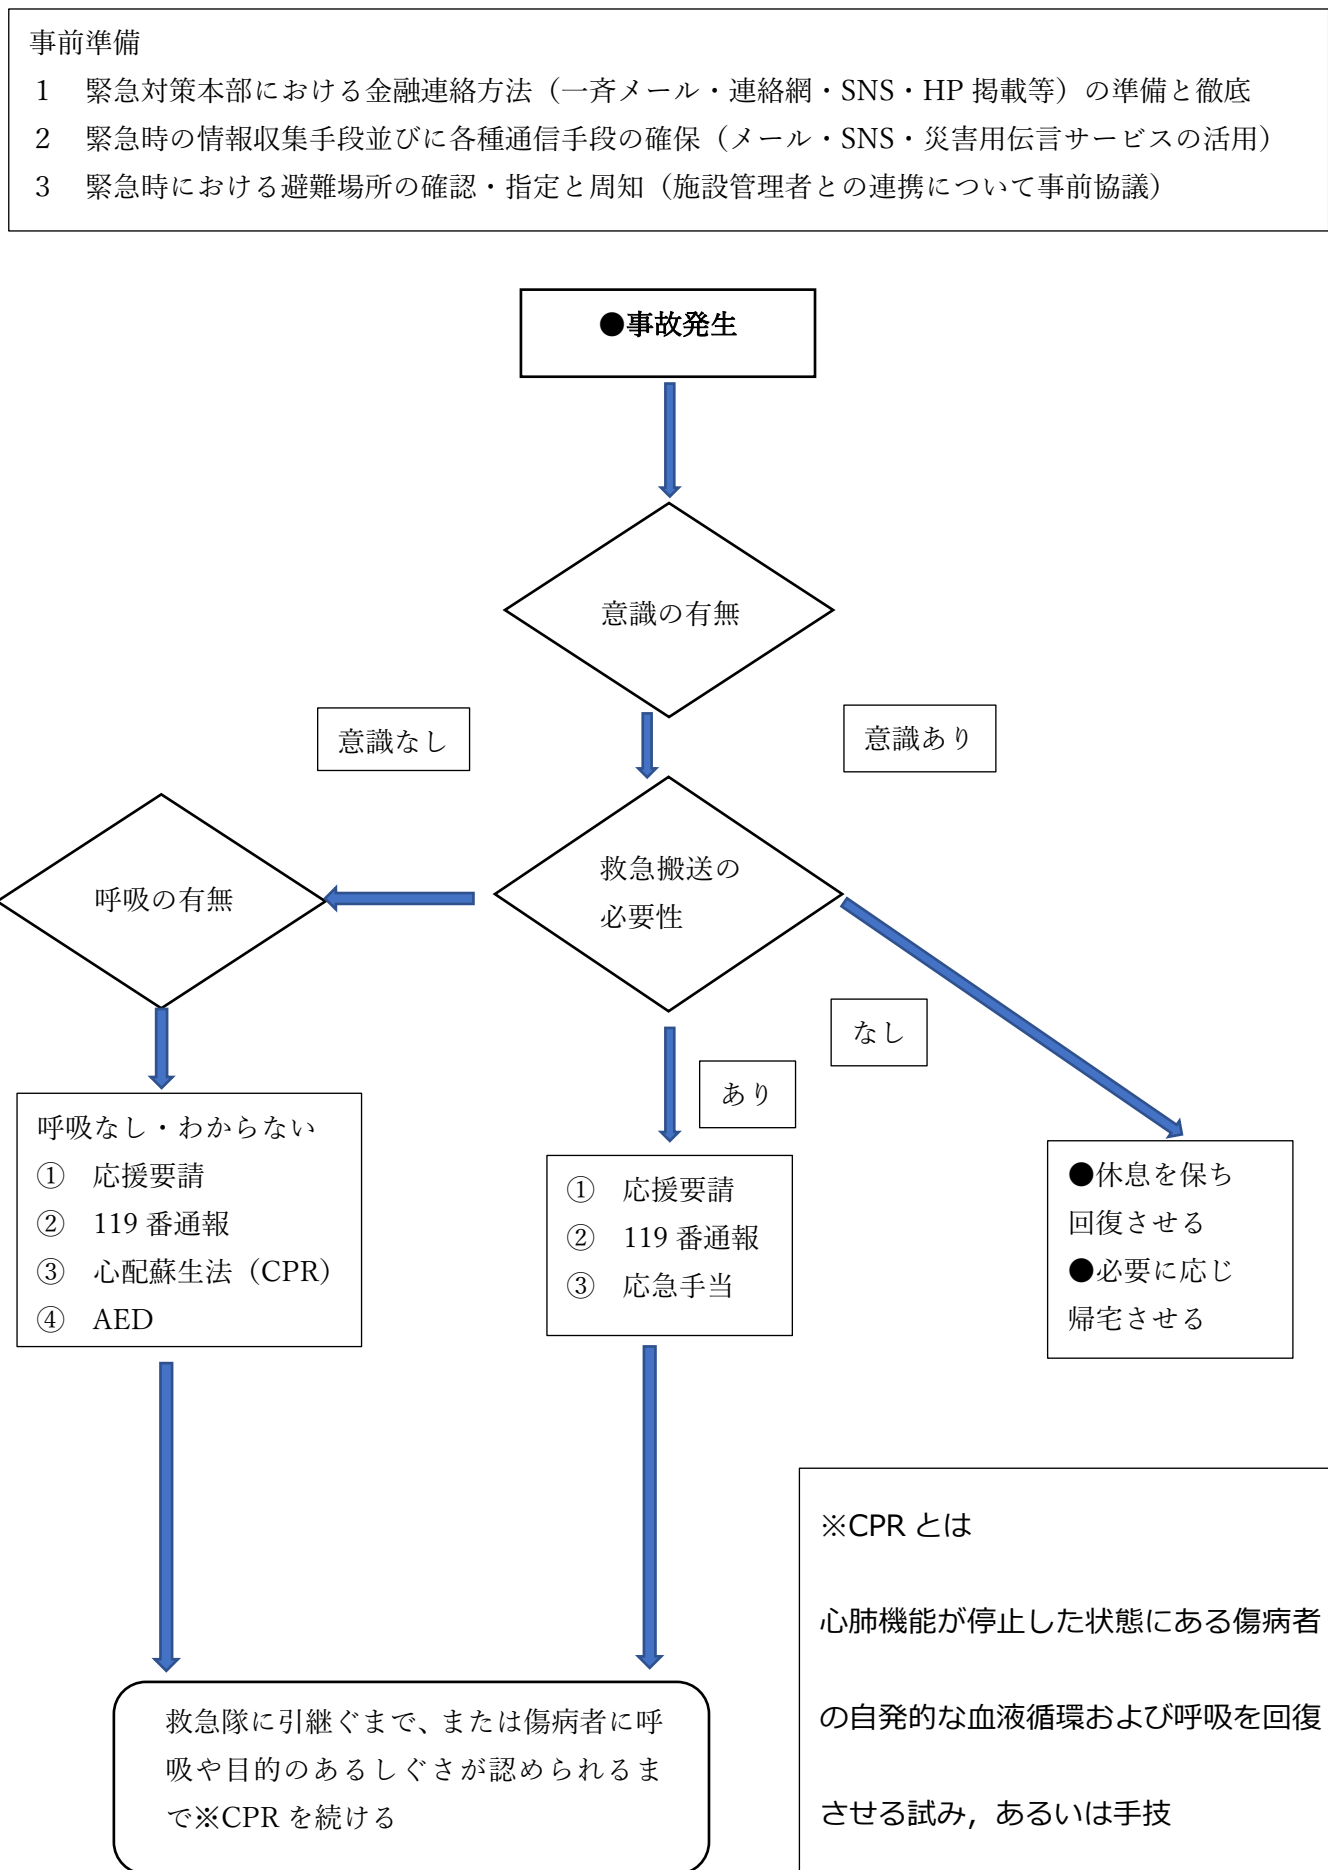 事前準備
1　緊急対策本部における金融連絡方法（一斉メール・連絡網・SNS・HP 掲載等）の準備と徹底
2　緊急時の情報収集手段並びに各種通信手段の確保（メール・SNS・災害用伝言サービスの活用）
3　緊急時における避難場所の確認・指定と周知（施設管理者との連携について事前協議）
●事故発生
意識の有無
意識なし
意識あり
呼吸の有無
救急搬送の
必要性
なし
あり
呼吸なし・わからない
①　応援要請
②　119 番通報
③　心配蘇生法（CPR）
④　AED
①　応援要請
②　119 番通報
③　応急手当
●休息を保ち
回復させる
●必要に応じ
帰宅させる
救急隊に引継ぐまで、または傷病者に呼
吸や目的のあるしぐさが認められるま
で※CPR を続ける
※CPR とは
心肺機能が停止した状態にある傷病者
の自発的な血液循環および呼吸を回復
させる試み，あるいは手技